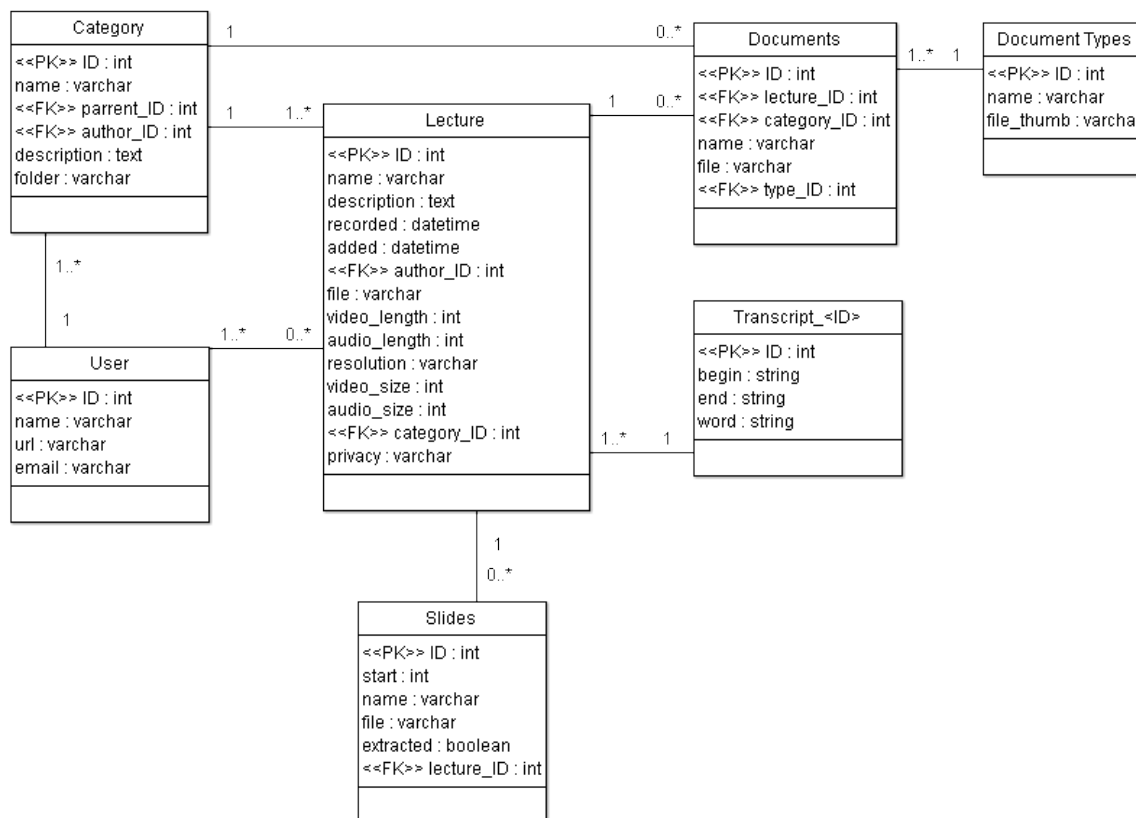 Category
<<PK>> ID : int
name : varchar
<<FK>> parrent_ID : int
<<FK>> author_ID : int
description : text
folder : varchar
1
0..*
Documents
<<PK>> ID : int
<<FK>> lecture_ID : int
<<FK>> category_ID : int
name : varchar
file : varchar
<<FK>> type_ID : int
1..*
1
Document Types
<<PK>> ID : int
name : varchar
file_thumb : varchar
1
1..*
Lecture
<<PK>> ID : int
name : varchar
description : text
recorded : datetime
added : datetime
<<FK>> author_ID : int
file : varchar
video_length : int
audio_length : int
resolution : varchar
video_size : int
audio_size : int
<<FK>> category_ID : int
privacy : varchar
1
0..*
1..*
1
User
<<PK>> ID : int
name : varchar
url : varchar
email : varchar
1..*
0..*
Transcript_<ID>
<<PK>> ID : int
begin : string
end : string
word : string
1..*
1
1
0..*
Slides
<<PK>> ID : int
start : int
name : varchar
file : varchar
extracted : boolean
<<FK>> lecture_ID : int